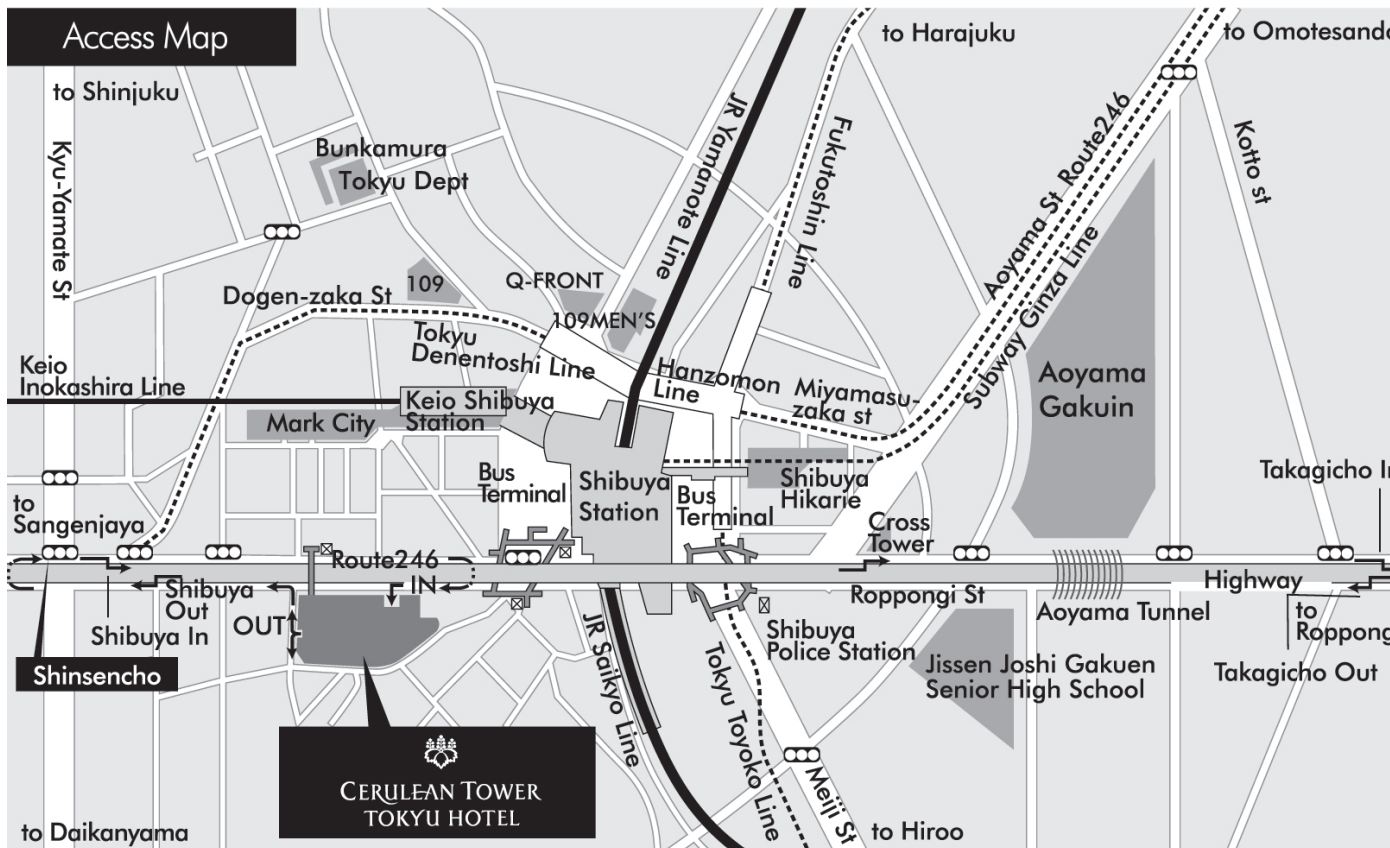 Access Map
to Shinjuku
Kyu-Yamate St
Bunkamura
Tokyu Dept
JR Yamanote Line
to Harajuku
Fukutoshin Line
to Omotesando
Aoyama St Route246
Subway Ginza Line
Kotto st
Dogen-zaka St
109
Q-FRONT
109MEN'S
Tokyu
Denentoshi Line
Hanzomon
Line
Miyamasu-
zaka st
Aoyama
Gakuin
Keio
Inokashira Line
Keio Shibuya
Station
Mark City
Bus
Terminal
Shibuya
Station
Bus
Terminal
Shibuya
Hikarie
Cross
Tower
Takagicho In
to
Sangenjaya
Route246
IN
Shibuya
Out
Shibuya In
OUT
Shinsencho
Highway
Roppongi St
Aoyama Tunnel
to
Roppong
Takagicho Out
Shibuya
Police Station
Jissen Joshi Gakuen
Senior High School
JR Saikyo Line
Tokyu Toyoko Line
Meiji St
CERULEAN TOWER
TOKYU HOTEL
to Daikanyama
to Hiroo